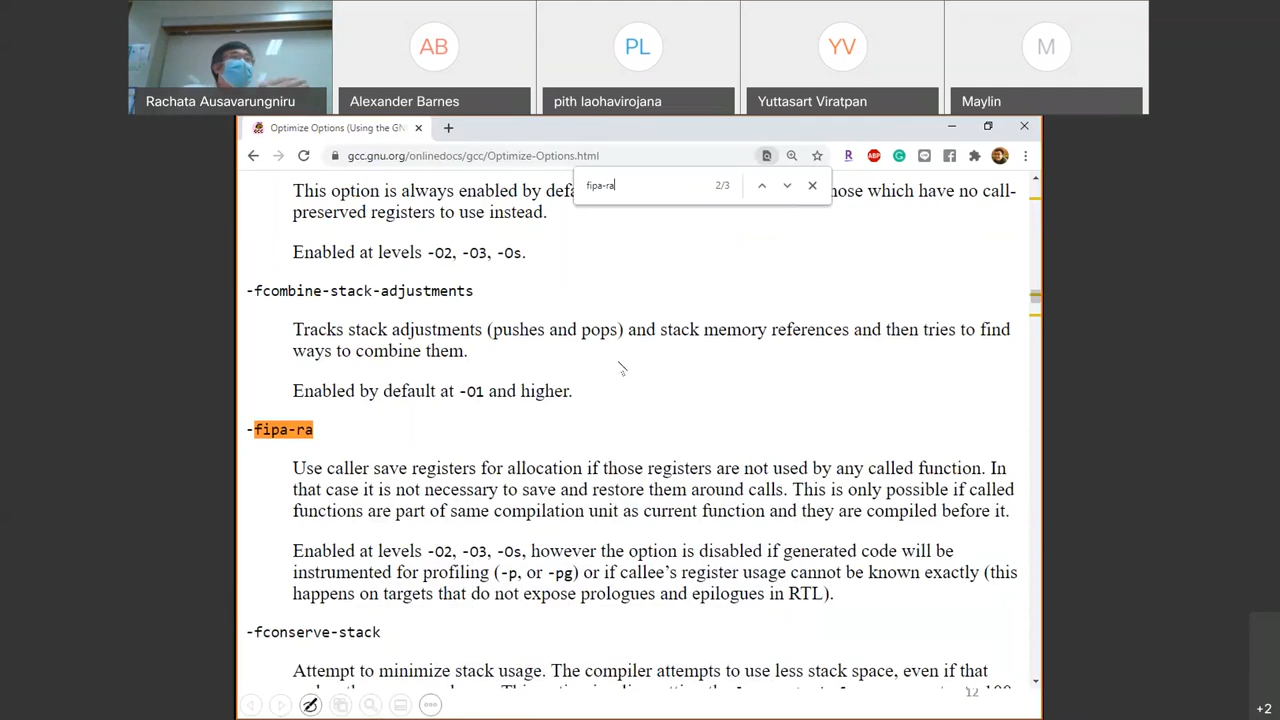 AB
PL
YV
M
Rachata Ausavarungniru
Alexander Barnes
pith laohavirojana
Yuttasart Viratpan
Maylin
Optimize Options (Using the GN
gcc.gnu.org/onlinedocs/gcc/Optimize-Options.html
R
ABP
G
fipa-ra
2/3
This option is always enabled by defa hose which have no call-
preserved registers to use instead.
Enabled at levels -O2, -O3, -Os.
-fcombine-stack-adjustments
Tracks stack adjustments (pushes and pops) and stack memory references and then tries to find
ways to combine them.
Enabled by default at -O1 and higher.
-fipa-ra
Use caller save registers for allocation if those registers are not used by any called function. In
that case it is not necessary to save and restore them around calls. This is only possible if called
functions are part of same compilation unit as current function and they are compiled before it.
Enabled at levels -O2, -O3, -Os, however the option is disabled if generated code will be
instrumented for profiling (-p, or -pg) or if callee's register usage cannot be known exactly (this
happens on targets that do not expose prologues and epilogues in RTL).
-fconserve-stack
Attempt to minimize stack usage. The compiler attempts to use less stack space, even if that
12
+2